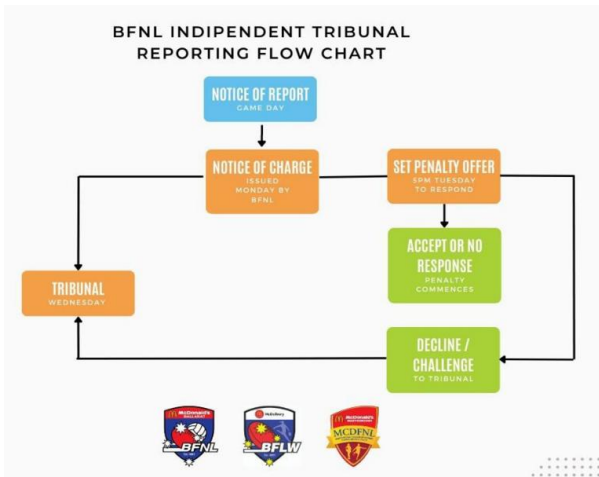 BFNL INDIPENDENT TRIBUNAL
REPORTING FLOW CHART
NOTICE OF REPORT
GAME DAY
NOTICE OF CHARGE
ISSUED
MONDAY BY
BFNL
SET PENALTY OFFER
5PM TUESDAY
TO RESPOND
ACCEPT OR NO
RESPONSE
PENALTY
COMMENCES
TRIBUNAL
WEDNESDAY
DECLINE /
CHALLENGE
TO TRIBUNAL
McDonald's
BFNL
BFLW
McDonald's
MCDFNL